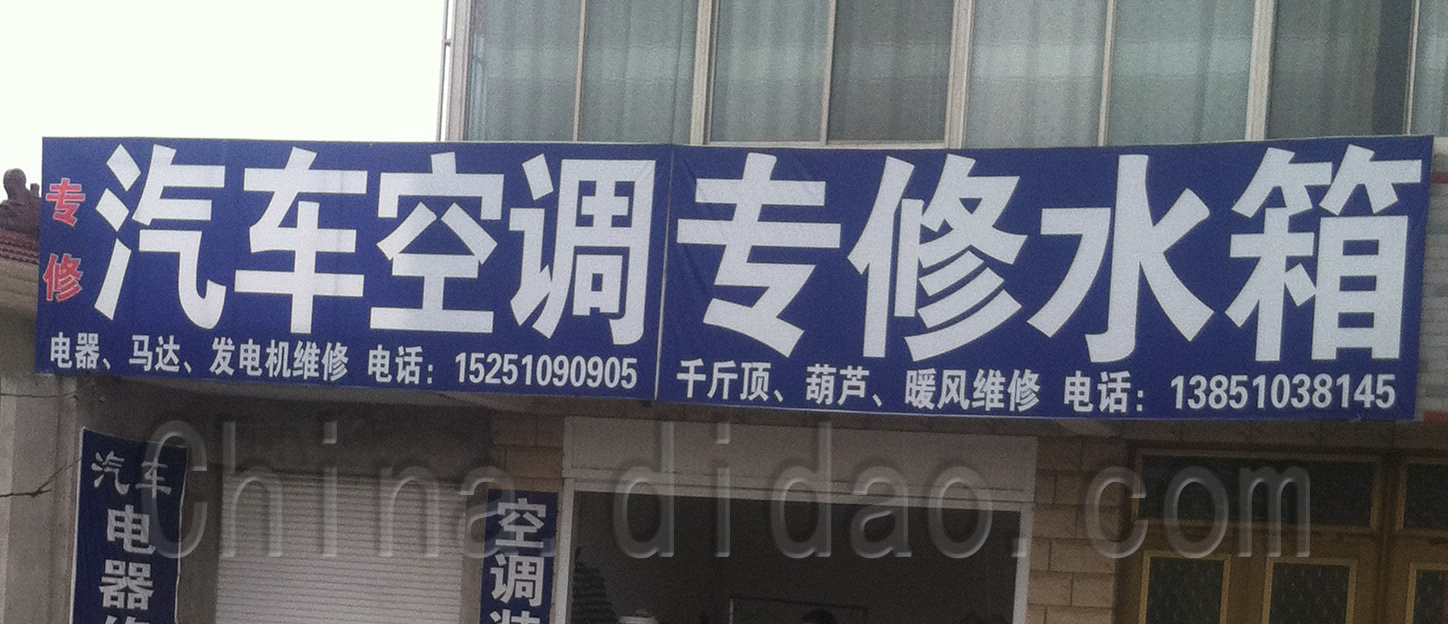 专修
汽车空调
电器、马达、发电机维修 电话：15251090905
专修水箱
千斤顶、葫芦、暖风维修 电话：13851038145
汽车
电器
空调
China.didao.com